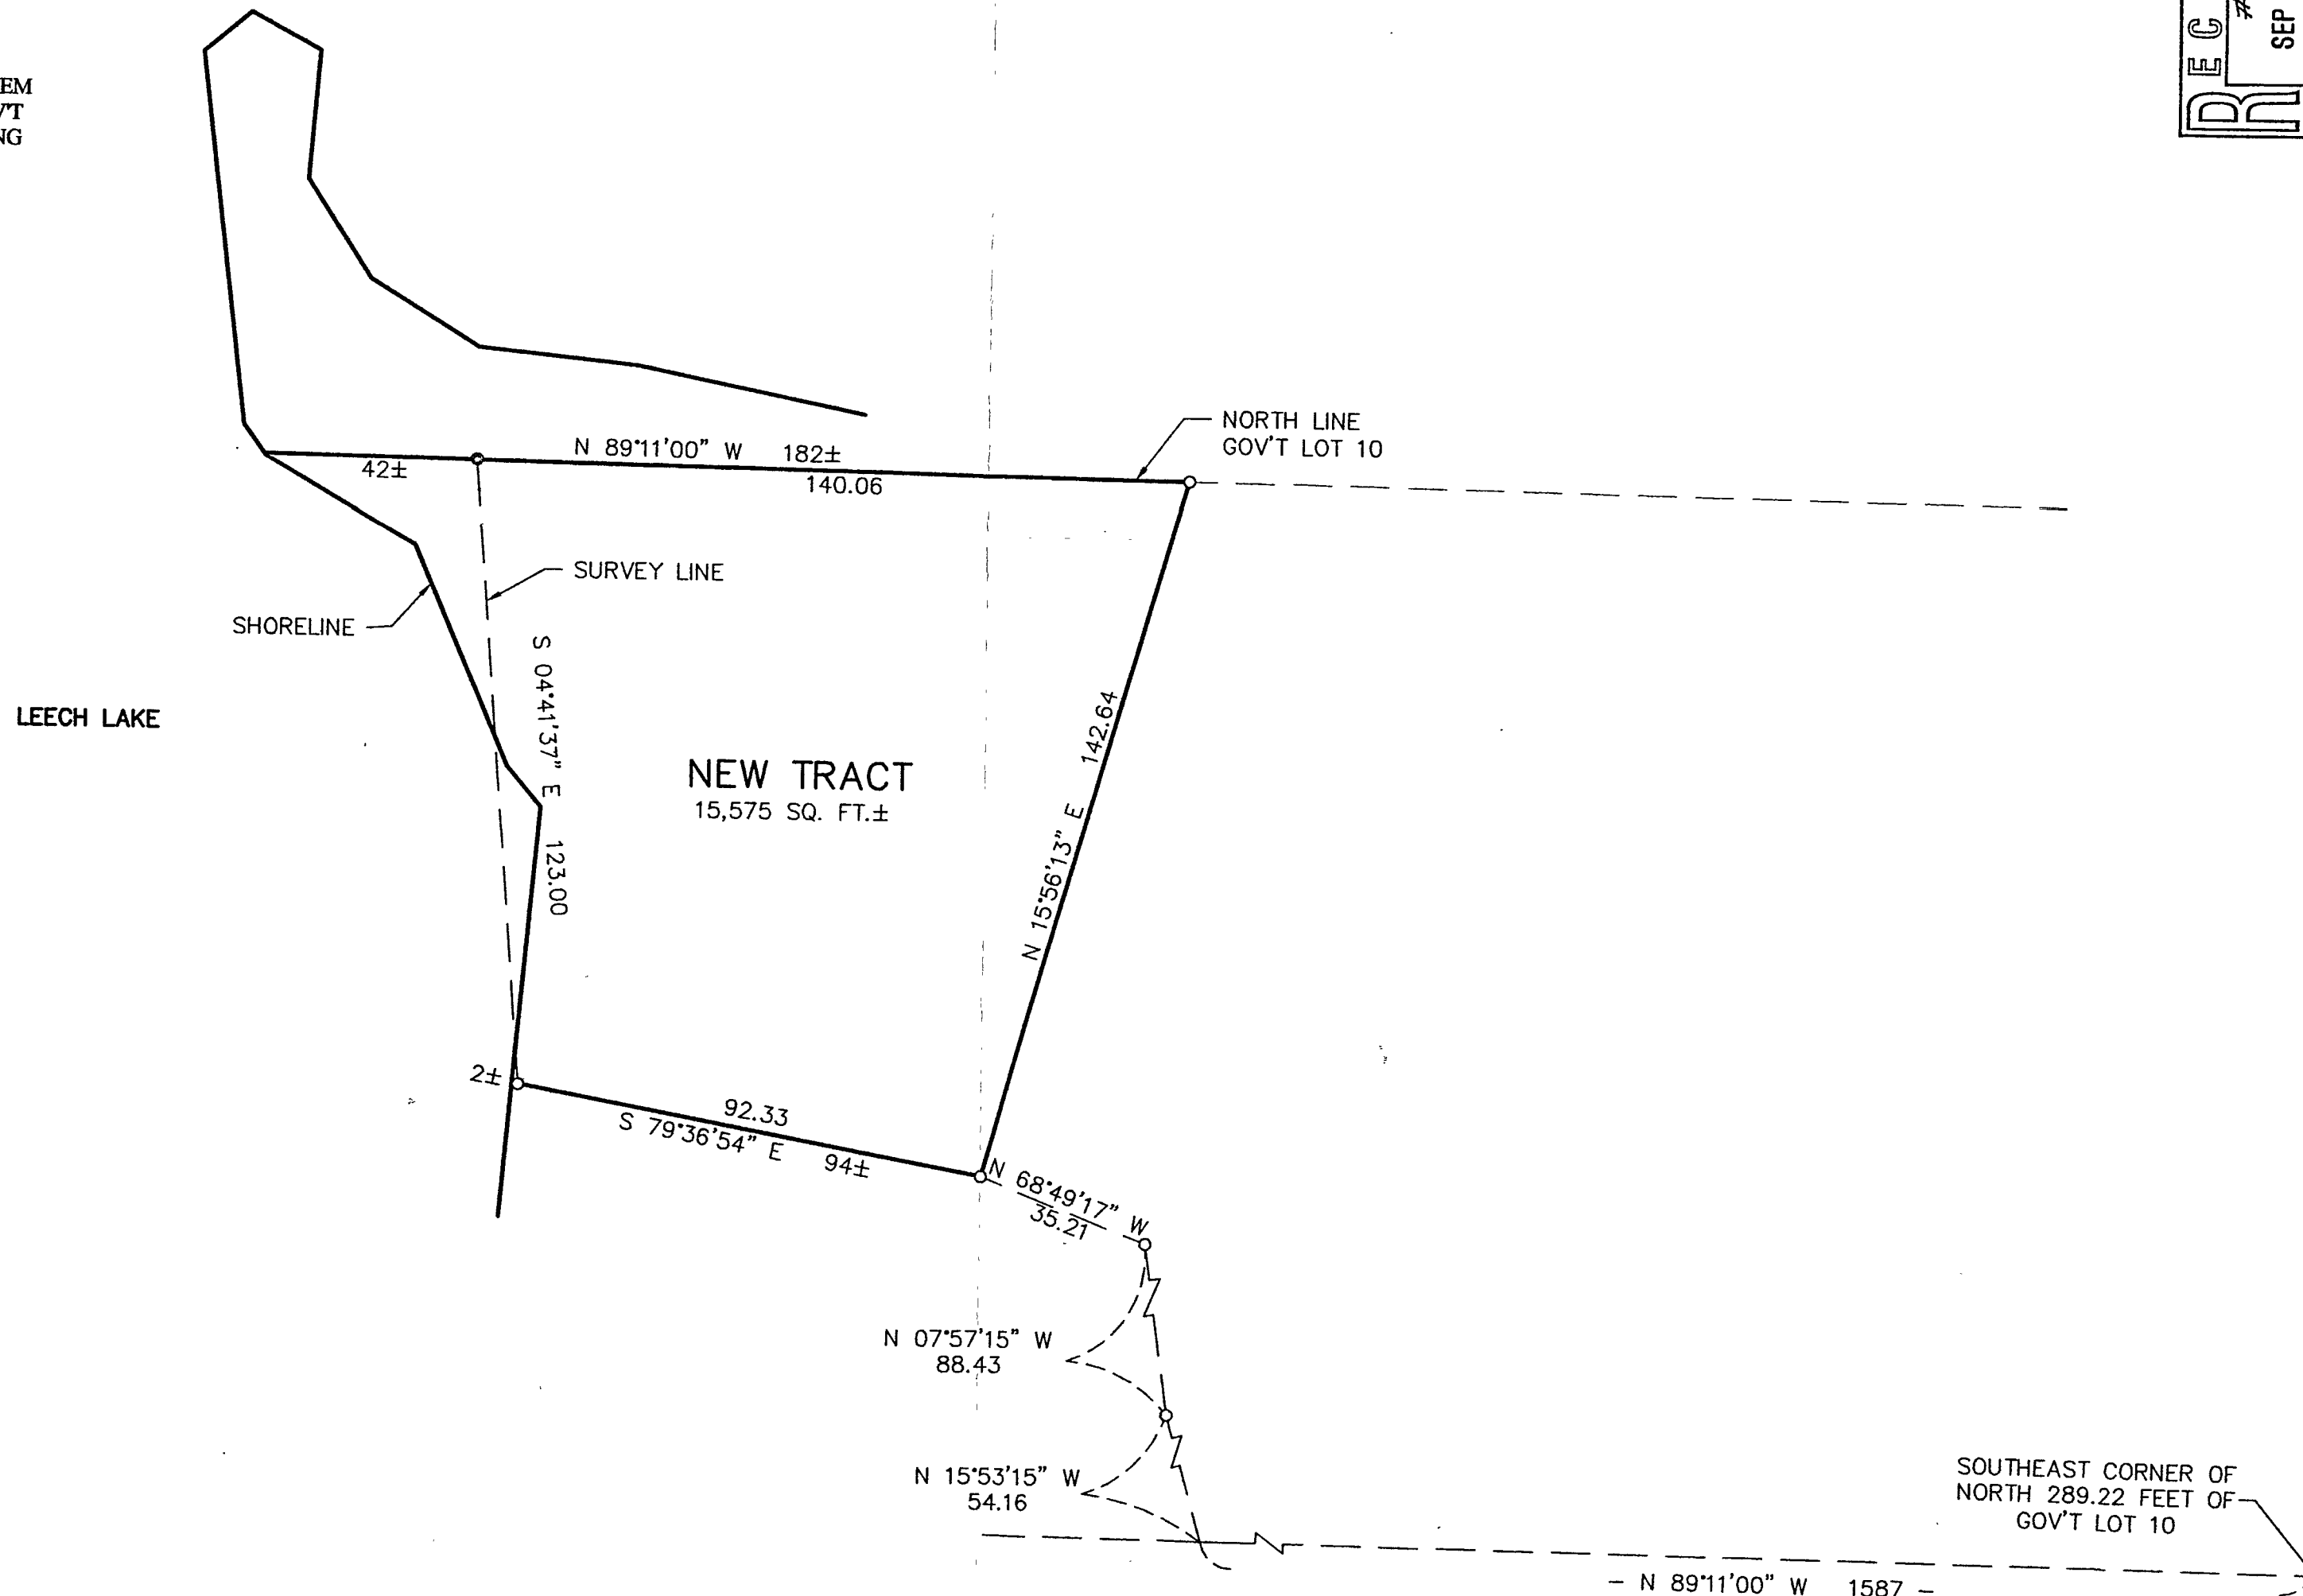 EM
V'T
NG
R E C
#
SEP
NORTH LINE
GOV'T LOT 10
N 89°11'00" W 182±
42±
140.06
SURVEY LINE
SHORELINE
S 04°41'37" E 123.00
LEECH LAKE
142.64
N 15°56'13" E
NEW TRACT
15,575 SQ. FT.±
2±
92.33
S 79°36'54" E 94±
N 68°49'17" W
35.21
N 07°57'15" W
88.43
N 15°53'15" W
54.16
SOUTHEAST CORNER OF
NORTH 289.22 FEET OF
GOV'T LOT 10
- N 89°11'00" W 1587 -